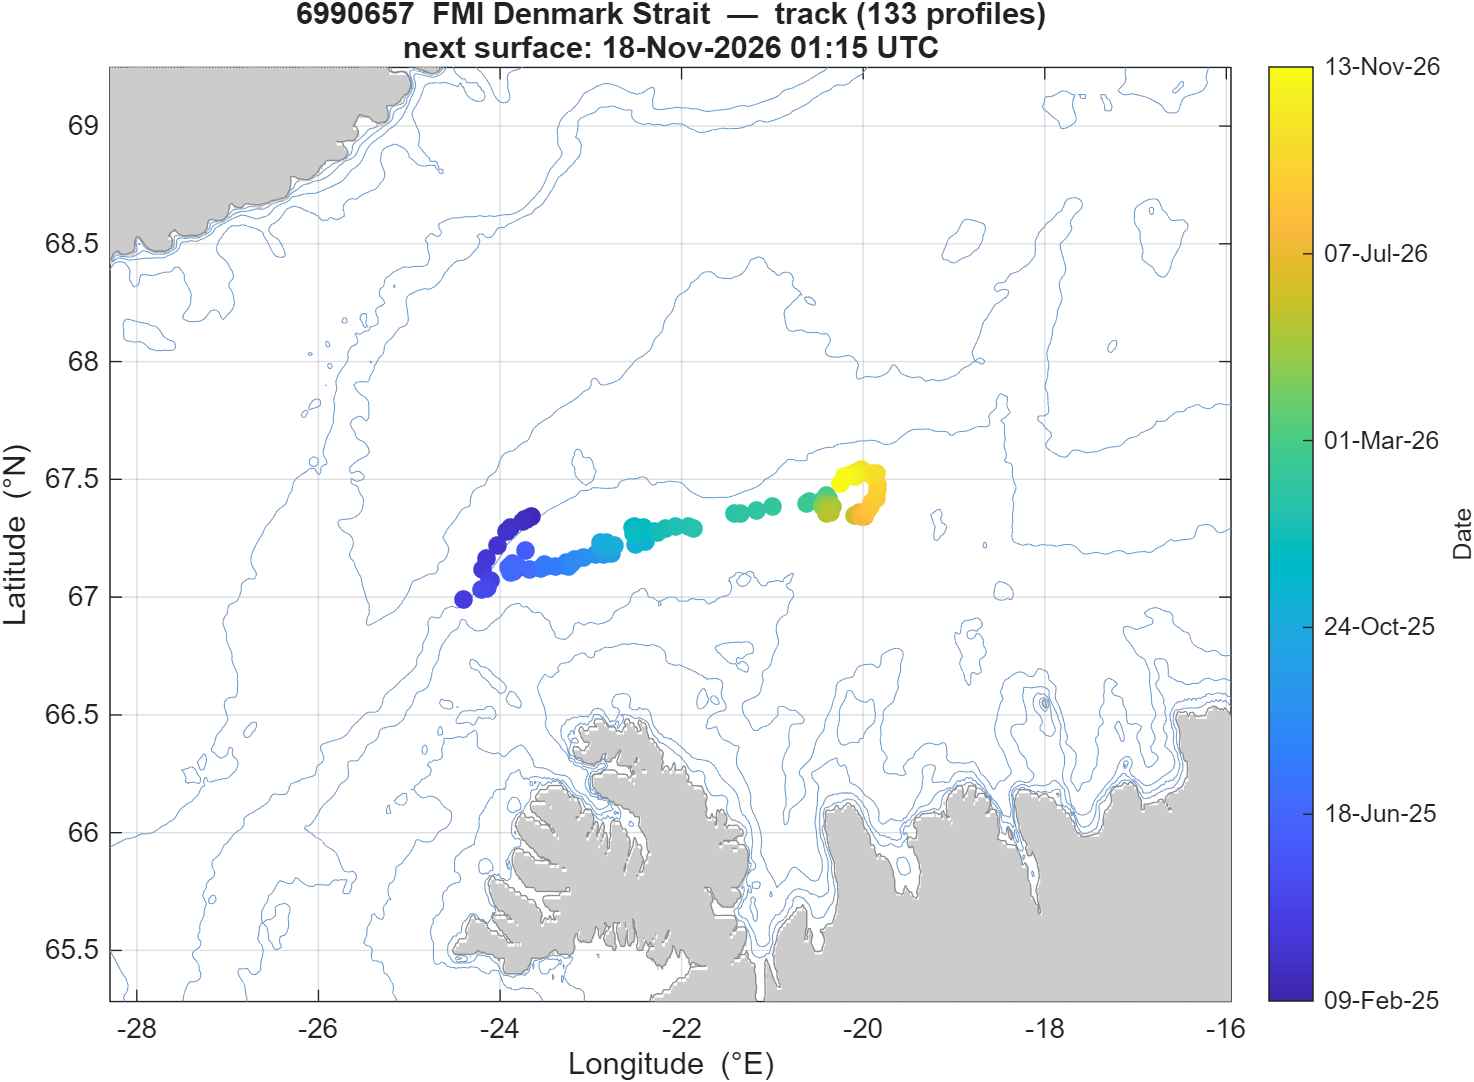 6990657 FMI Denmark Strait — track (133 profiles)
next surface: 18-Nov-2026 01:15 UTC
69
68.5
68
67.5
67
66.5
66
65.5
Latitude (°N)
-28
-26
-24
-22
-20
-18
-16
Longitude (°E)
13-Nov-26
07-Jul-26
01-Mar-26
24-Oct-25
18-Jun-25
09-Feb-25
Date